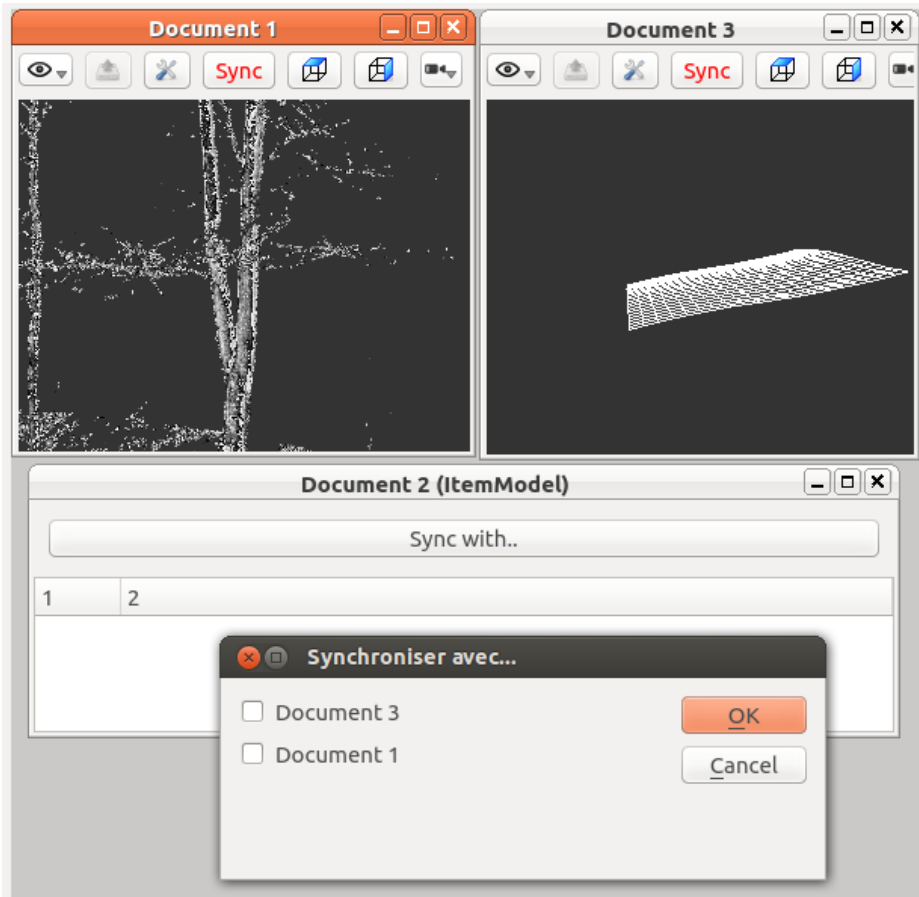 Document 1
Document 3
Sync
Sync
Document 2 (ItemModel)
Sync with..
1 2
Synchroniser avec...
Document 3
OK
Document 1
Cancel